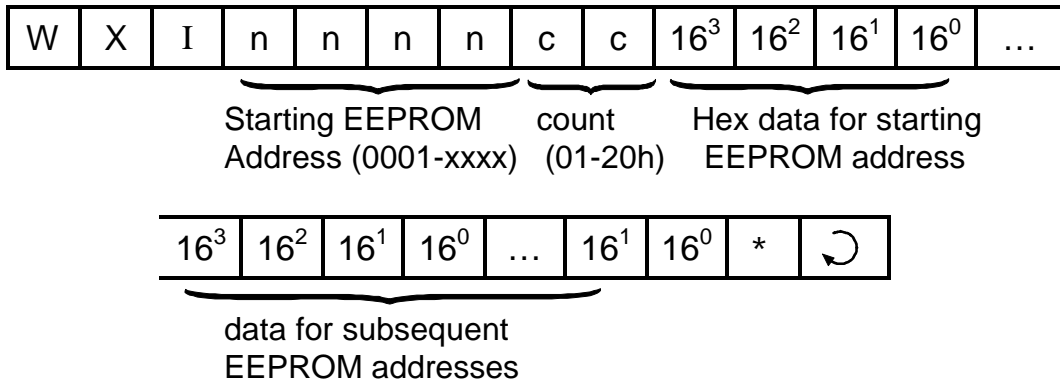 W X I n n n n c c 16³ 16² 16¹ 16⁰ …
Starting EEPROM count Hex data for starting
Address (0001-xxxx) (01-20h) EEPROM address
16³ 16² 16¹ 16⁰ … 16¹ 16⁰ *
data for subsequent
EEPROM addresses